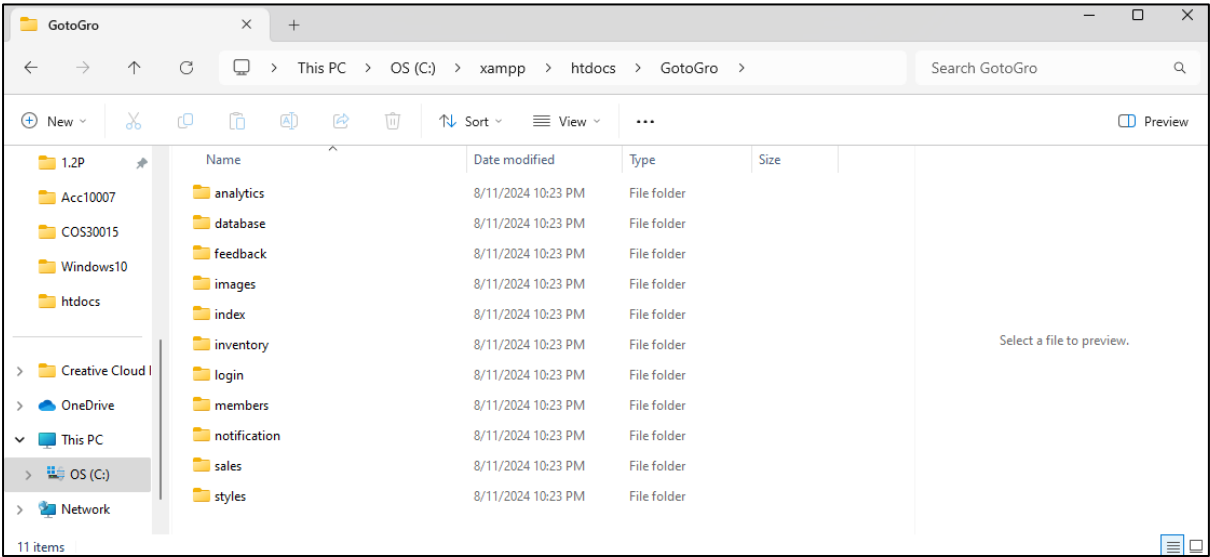 GotoGro
This PC > OS (C:) > xampp > htdocs > GotoGro >
Search GotoGro
New
Sort
View
Preview
1.2P
Acc10007
COS30015
Windows10
htdocs
Creative Cloud
OneDrive
This PC
OS (C:)
Network
Name Date modified Type Size
analytics 8/11/2024 10:23 PM File folder
database 8/11/2024 10:23 PM File folder
feedback 8/11/2024 10:23 PM File folder
images 8/11/2024 10:23 PM File folder
index 8/11/2024 10:23 PM File folder
inventory 8/11/2024 10:23 PM File folder
login 8/11/2024 10:23 PM File folder
members 8/11/2024 10:23 PM File folder
notification 8/11/2024 10:23 PM File folder
sales 8/11/2024 10:23 PM File folder
styles 8/11/2024 10:23 PM File folder
Select a file to preview.
11 items